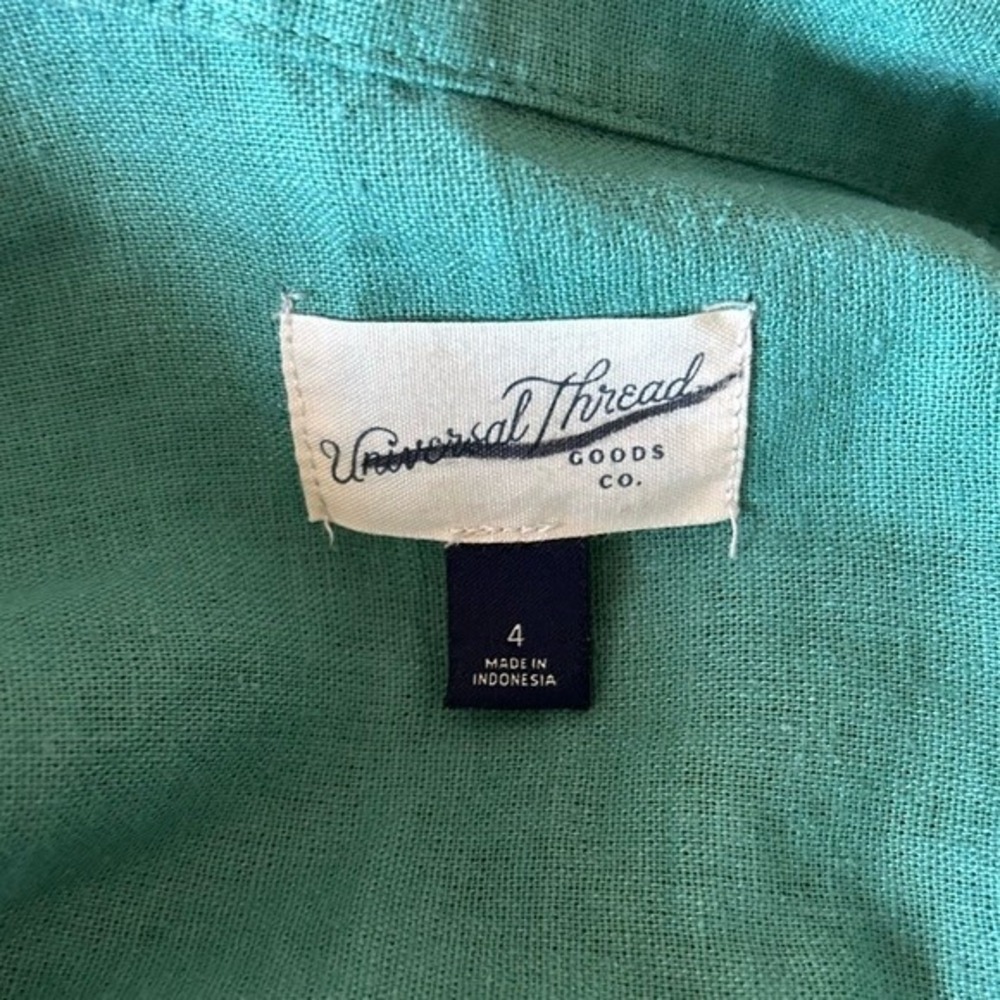 Universal Thread
GOODS
CO.
4
MADE IN
INDONESIA